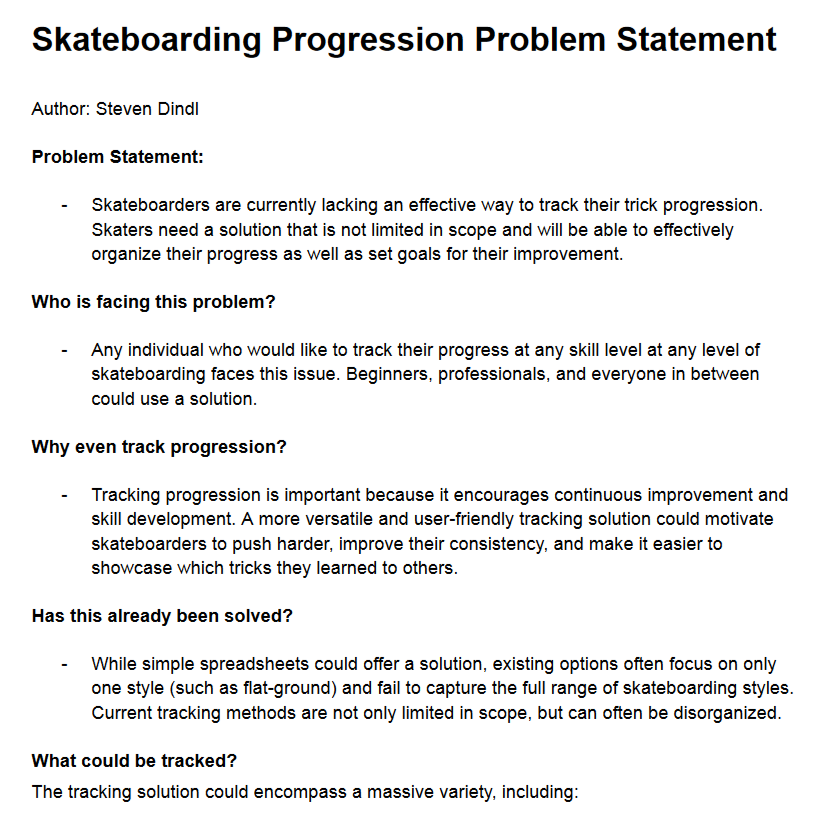 Skateboarding Progression Problem Statement
Author: Steven Dindl
Problem Statement:
- Skateboarders are currently lacking an effective way to track their trick progression.
Skaters need a solution that is not limited in scope and will be able to effectively
organize their progress as well as set goals for their improvement.
Who is facing this problem?
- Any individual who would like to track their progress at any skill level at any level of
skateboarding faces this issue. Beginners, professionals, and everyone in between
could use a solution.
Why even track progression?
- Tracking progression is important because it encourages continuous improvement and
skill development. A more versatile and user-friendly tracking solution could motivate
skateboarders to push harder, improve their consistency, and make it easier to
showcase which tricks they learned to others.
Has this already been solved?
- While simple spreadsheets could offer a solution, existing options often focus on only
one style (such as flat-ground) and fail to capture the full range of skateboarding styles.
Current tracking methods are not only limited in scope, but can often be disorganized.
What could be tracked?
The tracking solution could encompass a massive variety, including: